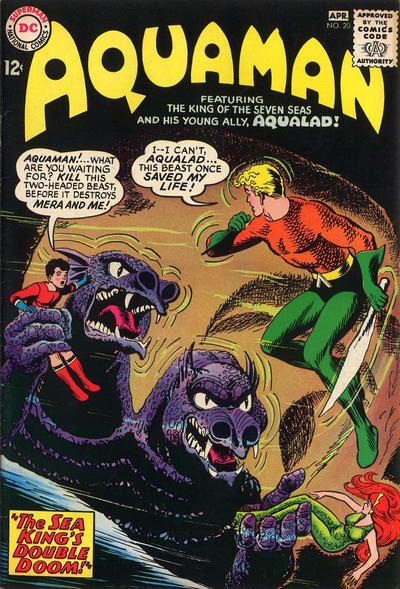 SUPERMAN
DC
NATIONAL COMICS
APR.
NO. 20
APPROVED
BY THE
COMICS
CODE
AUTHORITY
12¢
AQUAMAN
FEATURING
THE KING OF THE SEVEN SEAS
AND HIS YOUNG ALLY, AQUALAD!
AQUAMAN!...WHAT
ARE YOU WAITING
FOR? KILL THIS
TWO-HEADED BEAST,
BEFORE IT DESTROYS
MERA AND ME!
I--I CAN'T,
AQUALAD...
THIS BEAST ONCE
SAVED MY
LIFE!
"The SEA
KING'S
DOUBLE
DOOM!"